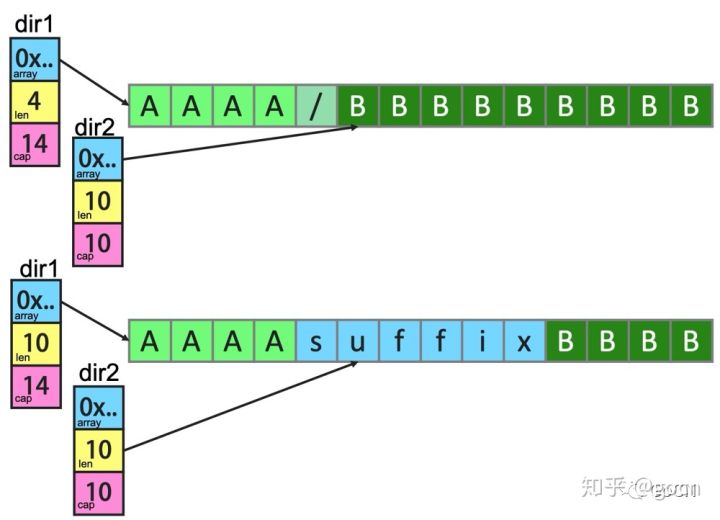 dir1
0x..
array
4
len
14
cap
dir2
0x..
array
10
len
10
cap
A A A A / B B B B B B B B B
dir1
0x..
array
10
len
14
cap
dir2
0x..
array
10
len
10
cap
A A A A s u f f i x B B B B
知乎